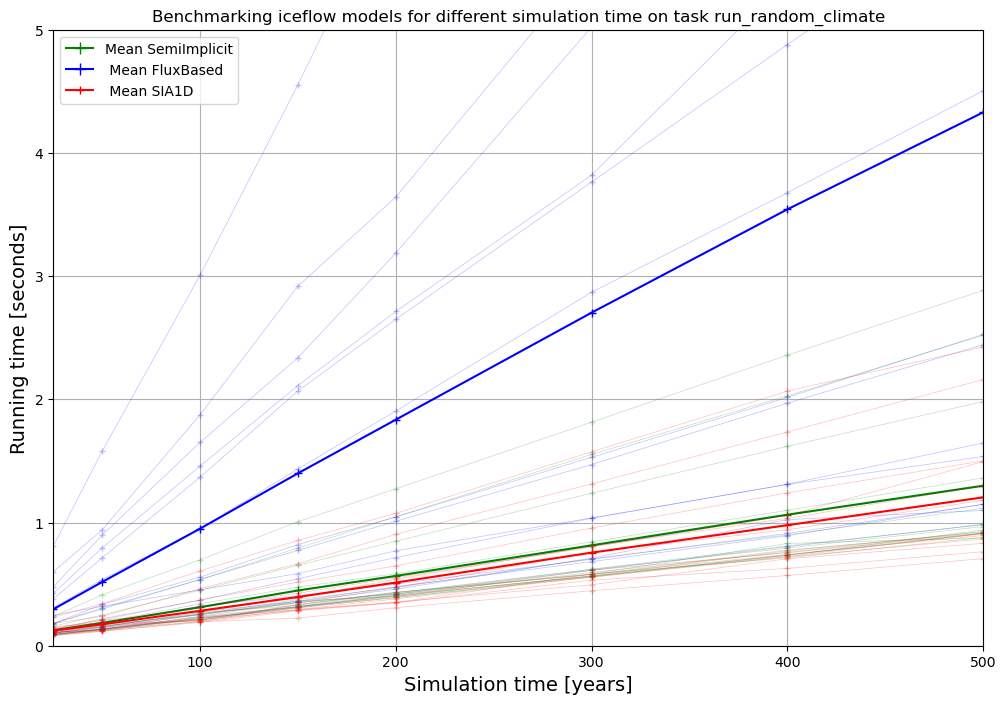 Benchmarking iceflow models for different simulation time on task run_random_climate
Mean SemiImplicit
Mean FluxBased
Mean SIA1D
5
4
3
2
1
0
Running time [seconds]
100 200 300 400 500
Simulation time [years]